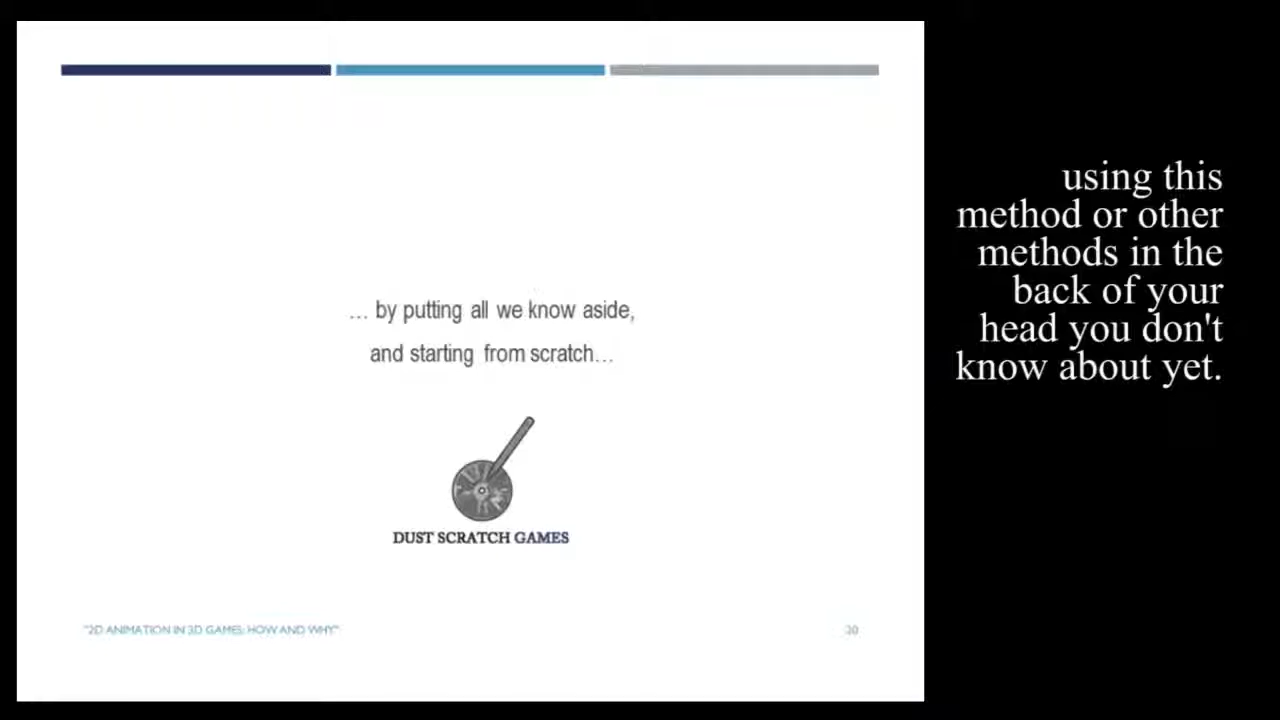 … by putting all we know aside,
and starting from scratch…
DUST SCRATCH GAMES
"2D ANIMATION IN 3D GAMES: HOW AND WHY"
20
using this
method or other
methods in the
back of your
head you don't
know about yet.